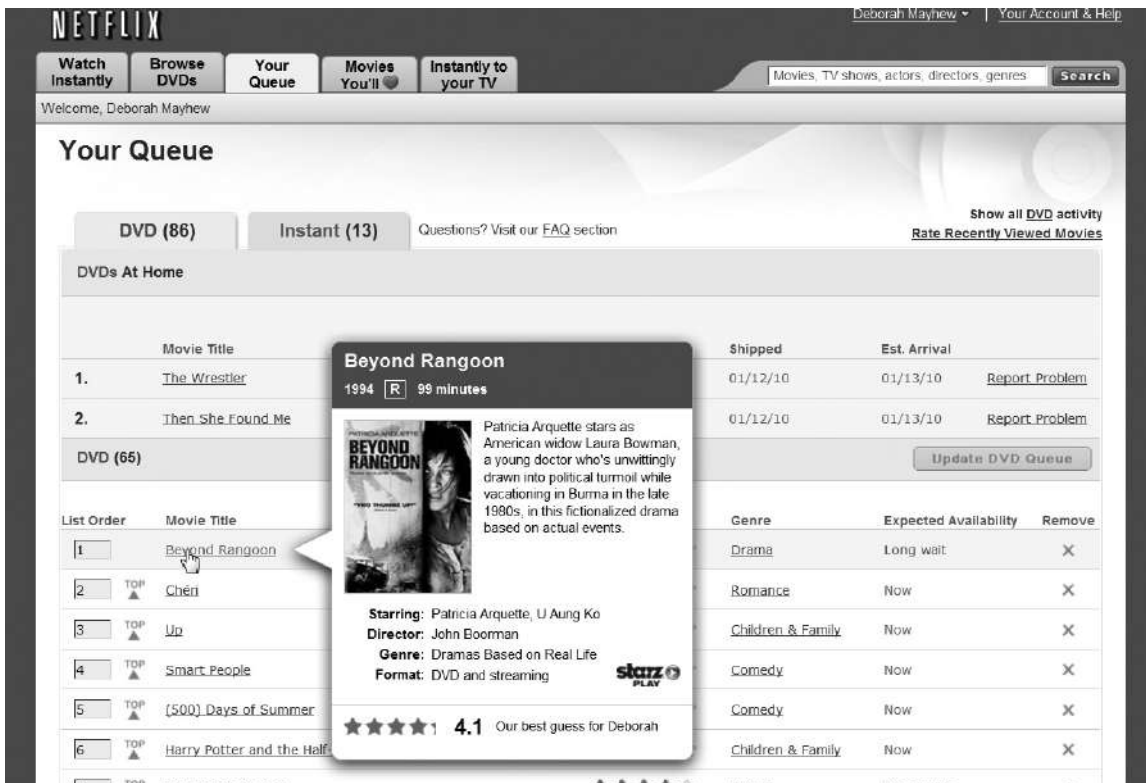 NETFLIX
Deborah Mayhew | Your Account & Help
Watch Instantly
Browse DVDs
Your Queue
Movies You'll
Instantly to your TV
Movies, TV shows, actors, directors, genres
Search
Welcome, Deborah Mayhew
Your Queue
DVD (86)
Instant (13)
Questions? Visit our FAQ section
Show all DVD activity
Rate Recently Viewed Movies
DVDs At Home
Movie Title Shipped Est. Arrival
1. The Wrestler 01/12/10 01/13/10 Report Problem
2. Then She Found Me 01/12/10 01/13/10 Report Problem
DVD (65) Update DVD Queue
List Order Movie Title Genre Expected Availability Remove
1 Beyond Rangoon Drama Long wait X
2 TOP Chéri Romance Now X
3 TOP Up Children & Family Now X
4 TOP Smart People Comedy Now X
5 TOP (500) Days of Summer Comedy Now X
6 TOP Harry Potter and the Half- Children & Family Now X
Beyond Rangoon
1994 R 99 minutes
PATRICIA ARQUETTE
BEYOND
RANGOON
"TWO THUMBS UP!"
Patricia Arquette stars as
American widow Laura Bowman,
a young doctor who's unwittingly
drawn into political turmoil while
vacationing in Burma in the late
1980s, in this fictionalized drama
based on actual events.
Starring: Patricia Arquette, U Aung Ko
Director: John Boorman
Genre: Dramas Based on Real Life
Format: DVD and streaming
starz PLAY
4.1 Our best guess for Deborah